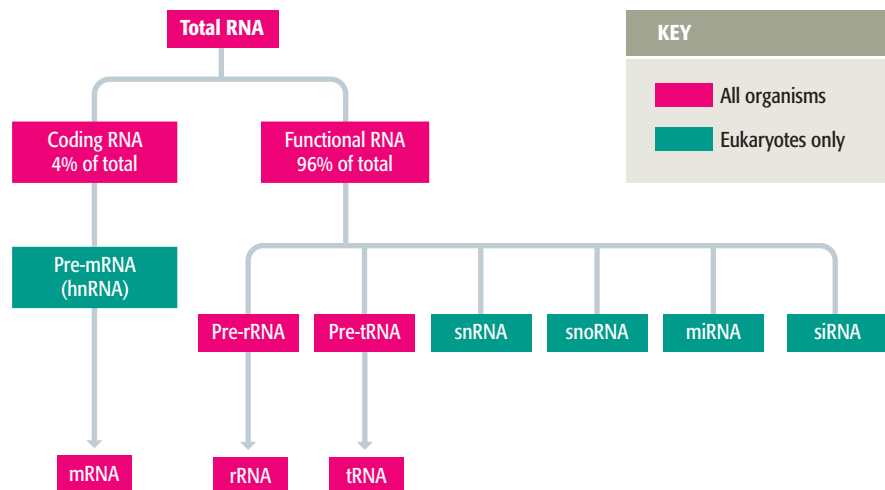 Total RNA
KEY
All organisms
Eukaryotes only
Coding RNA
4% of total
Functional RNA
96% of total
Pre-mRNA
(hnRNA)
Pre-rRNA
Pre-tRNA
snRNA
snoRNA
miRNA
siRNA
mRNA
rRNA
tRNA